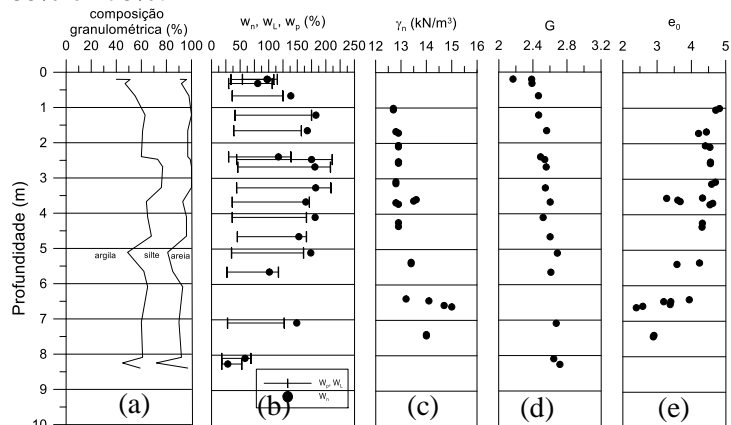 composição
granulométrica (%)
wn, wL, wp (%)
γn (kN/m³)
G
e0
0 20 40 60 80 100
0 50 100 150 200 250
12 13 14 15 16
2 2.4 2.8 3.2
2 3 4 5
Profundidade (m)
0
1
2
3
4
5
6
7
8
9
10
argila
silte
areia
wp, wL
wn
(a)
(b)
(c)
(d)
(e)